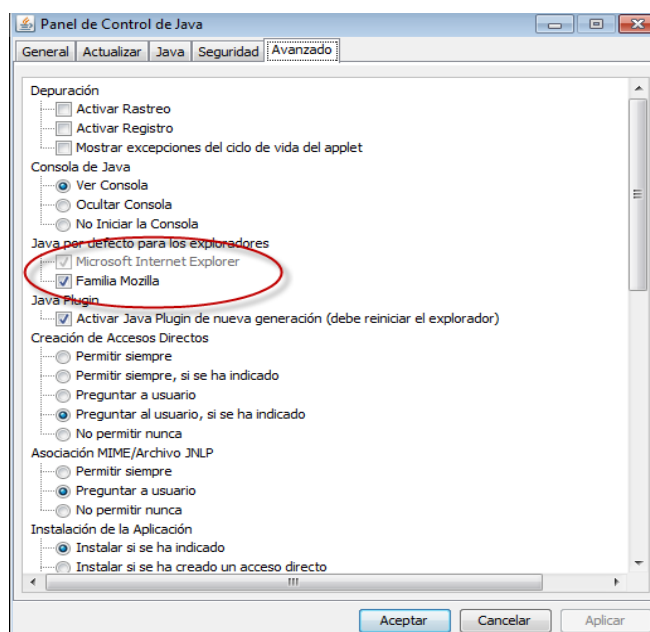 Panel de Control de Java
General Actualizar Java Seguridad Avanzado
Depuración
Activar Rastreo
Activar Registro
Mostrar excepciones del ciclo de vida del applet
Consola de Java
Ver Consola
Ocultar Consola
No Iniciar la Consola
Java por defecto para los exploradores
Microsoft Internet Explorer
Familia Mozilla
Java Plugin
Activar Java Plugin de nueva generación (debe reiniciar el explorador)
Creación de Accesos Directos
Permitir siempre
Permitir siempre, si se ha indicado
Preguntar a usuario
Preguntar al usuario, si se ha indicado
No permitir nunca
Asociación MIME/Archivo JNLP
Permitir siempre
Preguntar a usuario
No permitir nunca
Instalación de la Aplicación
Instalar si se ha indicado
Instalar si se ha creado un acceso directo
Aceptar Cancelar Aplicar